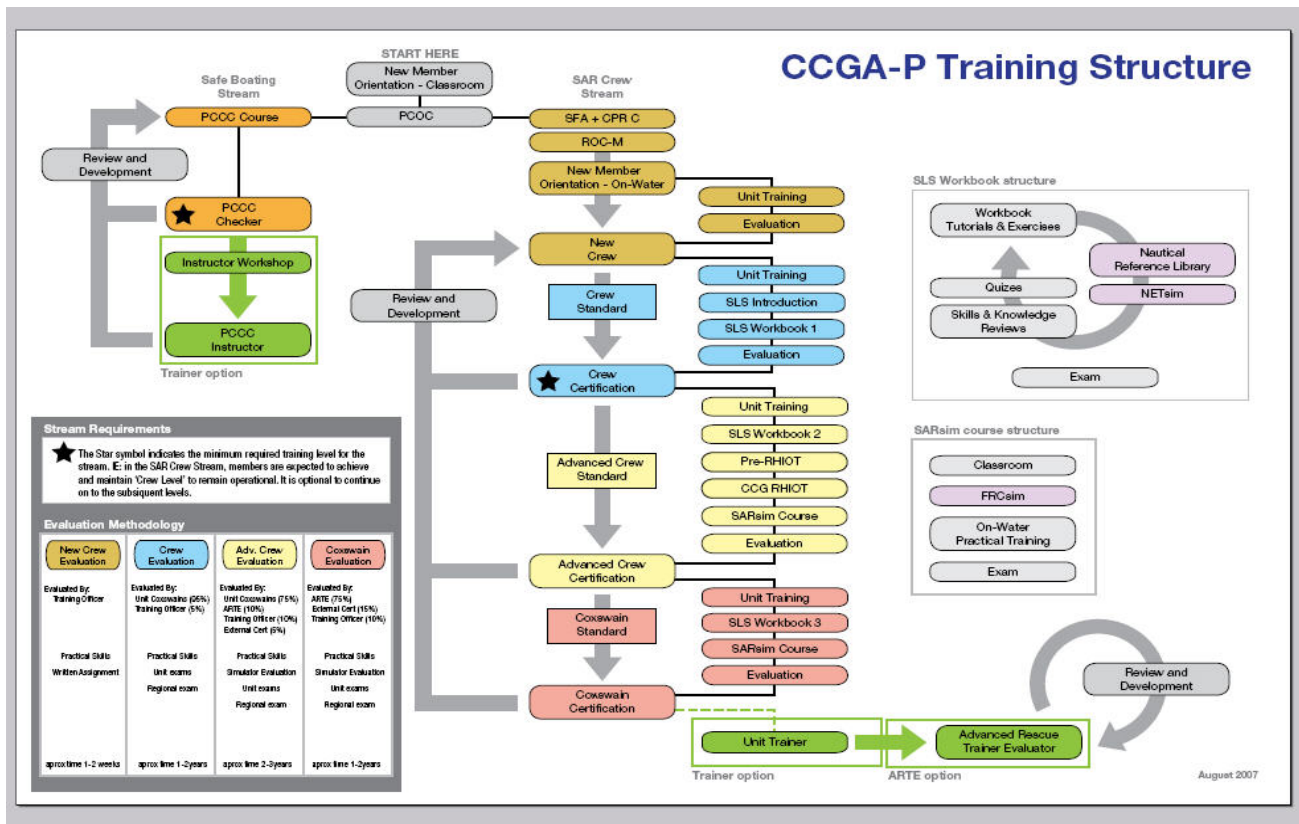 CCGA-P Training Structure
START HERE
New Member
Orientation - Classroom
PCOC
Safe Boating
Stream
PCCC Course
Review and
Development
PCCC
Checker
Instructor Workshop
PCCC
Instructor
Trainer option
SAR Crew
Stream
SFA + CPR C
ROC-M
New Member
Orientation - On-Water
Unit Training
Evaluation
New
Crew
Review and
Development
Crew
Standard
Unit Training
SLS Introduction
SLS Workbook 1
Evaluation
Crew
Certification
Advanced Crew
Standard
Unit Training
SLS Workbook 2
Pre-RHIOT
CCG RHIOT
SARsim Course
Evaluation
Advanced Crew
Certification
Coxswain
Standard
Unit Training
SLS Workbook 3
SARsim Course
Evaluation
Coxswain
Certification
Unit Trainer
Trainer option
Advanced Rescue
Trainer Evaluator
ARTE option
Review and
Development
SLS Workbook structure
Workbook
Tutorials & Exercises
Nautical
Reference Library
NETsim
Quizes
Skills & Knowledge
Reviews
Exam
SARsim course structure
Classroom
FRCsim
On-Water
Practical Training
Exam
Stream Requirements
The Star symbol indicates the minimum required training level for the
stream. IE: in the SAR Crew Stream, members are expected to achieve
and maintain 'Crew Level' to remain operational. It is optional to continue
on to the subsiquent levels.
Evaluation Methodology
New Crew
Evaluation
Evaluated By:
Training Officer
Practical Skills
Written Assignment
aprox time 1-2 weeks
Crew
Evaluation
Evaluated By:
Unit Coxswains (95%)
Training Officer (5%)
Practical Skills
Unit exams
Regional exam
aprox time 1-2years
Adv. Crew
Evaluation
Evaluated By:
Unit Coxswains (75%)
ARTE (10%)
Training Officer (10%)
External Cert (5%)
Practical Skills
Simulator Evaluation
Unit exams
Regional exam
aprox time 2-3years
Coxswain
Evaluation
Evaluated By:
ARTE (75%)
External Cert (15%)
Training Officer (10%)
Practical Skills
Simulator Evaluation
Unit exams
Regional exam
aprox time 1-2years
August 2007